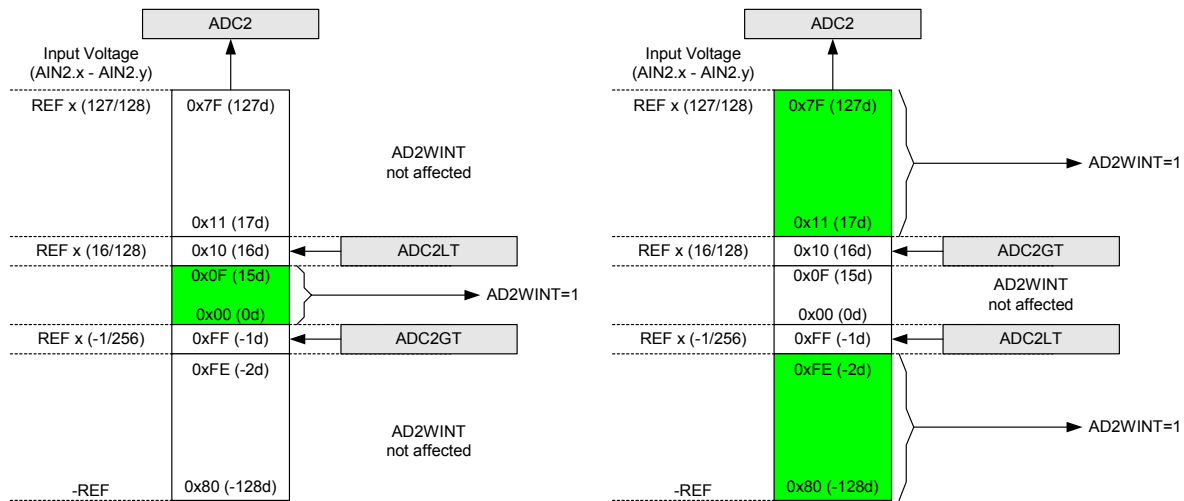 ADC2
Input Voltage
(AIN2.x - AIN2.y)
REF x (127/128)
0x7F (127d)
AD2WINT
not affected
0x11 (17d)
REF x (16/128)
0x10 (16d)
ADC2LT
0x0F (15d)
AD2WINT=1
0x00 (0d)
REF x (-1/256)
0xFF (-1d)
ADC2GT
0xFE (-2d)
AD2WINT
not affected
-REF
0x80 (-128d)
ADC2
Input Voltage
(AIN2.x - AIN2.y)
REF x (127/128)
0x7F (127d)
AD2WINT=1
0x11 (17d)
REF x (16/128)
0x10 (16d)
ADC2GT
0x0F (15d)
AD2WINT
not affected
0x00 (0d)
REF x (-1/256)
0xFF (-1d)
ADC2LT
0xFE (-2d)
AD2WINT=1
-REF
0x80 (-128d)